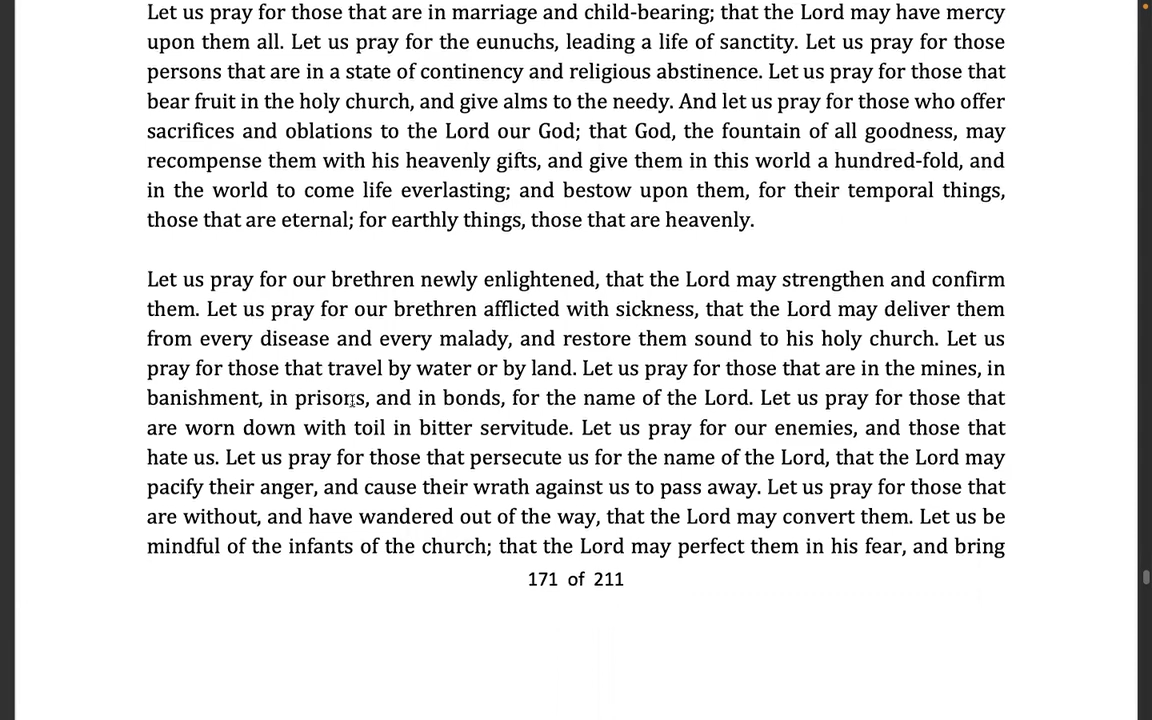 Let us pray for those that are in marriage and child-bearing; that the Lord may have mercy
upon them all. Let us pray for the eunuchs, leading a life of sanctity. Let us pray for those
persons that are in a state of continency and religious abstinence. Let us pray for those that
bear fruit in the holy church, and give alms to the needy. And let us pray for those who offer
sacrifices and oblations to the Lord our God; that God, the fountain of all goodness, may
recompense them with his heavenly gifts, and give them in this world a hundred-fold, and
in the world to come life everlasting; and bestow upon them, for their temporal things,
those that are eternal; for earthly things, those that are heavenly.
Let us pray for our brethren newly enlightened, that the Lord may strengthen and confirm
them. Let us pray for our brethren afflicted with sickness, that the Lord may deliver them
from every disease and every malady, and restore them sound to his holy church. Let us
pray for those that travel by water or by land. Let us pray for those that are in the mines, in
banishment, in prisons, and in bonds, for the name of the Lord. Let us pray for those that
are worn down with toil in bitter servitude. Let us pray for our enemies, and those that
hate us. Let us pray for those that persecute us for the name of the Lord, that the Lord may
pacify their anger, and cause their wrath against us to pass away. Let us pray for those that
are without, and have wandered out of the way, that the Lord may convert them. Let us be
mindful of the infants of the church; that the Lord may perfect them in his fear, and bring
171 of 211